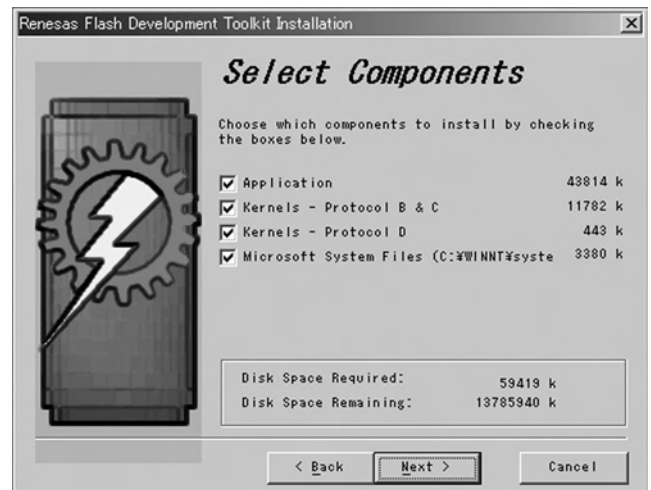 Renesas Flash Development Toolkit Installation
Select Components
Choose which components to install by checking
the boxes below.
Application 43814 k
Kernels - Protocol B & C 11782 k
Kernels - Protocol D 443 k
Microsoft System Files (C:¥WINNT¥syste 3380 k
Disk Space Required: 59419 k
Disk Space Remaining: 13785940 k
< Back Next > Cancel